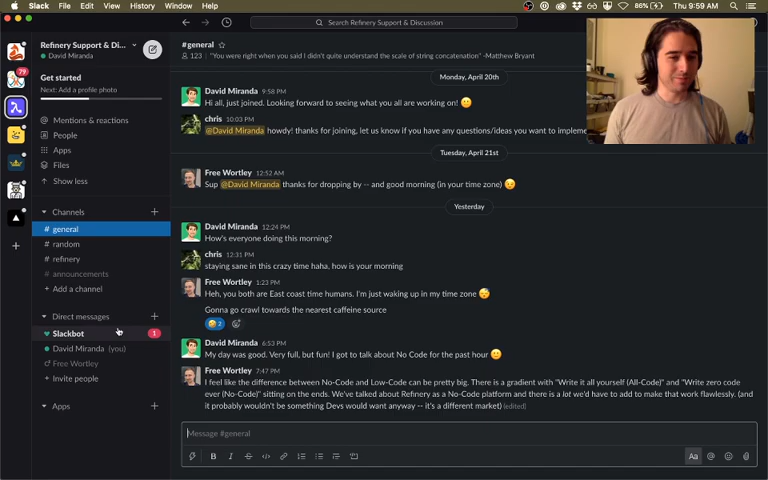 Slack File Edit View History Window Help
86% Thu 9:59 AM
Search Refinery Support & Discussion
Refinery Support & Di...
David Miranda
79
Get started
Next: Add a profile photo
Mentions & reactions
People
Apps
Files
Show less
Channels
# general
# random
# refinery
# announcements
+ Add a channel
Direct messages
Slackbot 1
David Miranda (you)
Free Wortley
+ Invite people
Apps
#general
123 | "You were right when you said I didn't quite understand the scale of string concatenation" -Matthew Bryant
Monday, April 20th
David Miranda 9:58 PM
Hi all, just joined. Looking forward to seeing what you all are working on!
chris 10:03 PM
@David Miranda howdy! thanks for joining, let us know if you have any questions/ideas you want to impleme
Tuesday, April 21st
Free Wortley 12:52 AM
Sup @David Miranda thanks for dropping by -- and good morning (in your time zone)
Yesterday
David Miranda 12:24 PM
How's everyone doing this morning?
chris 12:31 PM
staying sane in this crazy time haha, how is your morning
Free Wortley 1:23 PM
Heh, you both are East coast time humans. I'm just waking up in my time zone
Gonna go crawl towards the nearest caffeine source
2
David Miranda 6:53 PM
My day was good. Very full, but fun! I got to talk about No Code for the past hour
Free Wortley 7:47 PM
I feel like the difference between No-Code and Low-Code can be pretty big. There is a gradient with "Write it all yourself (All-Code)" and "Write zero code
ever (No-Code)" sitting on the ends. We've talked about Refinery as a No-Code platform and there is a lot we'd have to add to make that work flawlessly. (and
it probably wouldn't be something Devs would want anyway -- it's a different market) (edited)
Message #general
B I Aa @